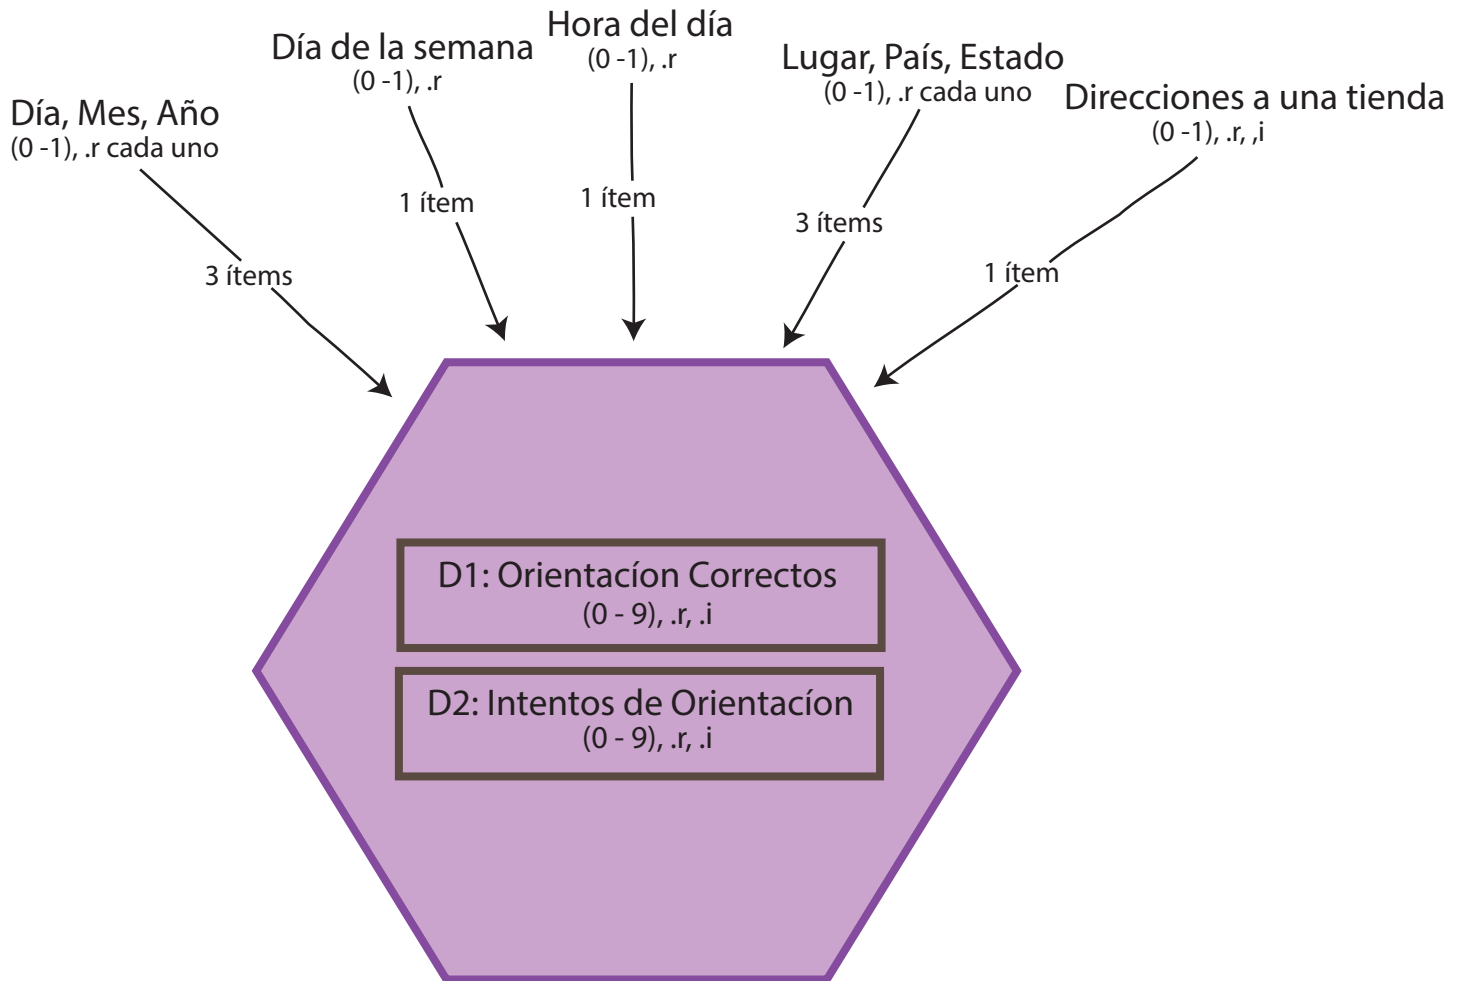 Día, Mes, Año
(0 -1), .r cada uno
Día de la semana
(0 -1), .r
Hora del día
(0 -1), .r
Lugar, País, Estado
(0 -1), .r cada uno
Direcciones a una tienda
(0 -1), .r, ,i
3 ítems
1 ítem
1 ítem
3 ítems
1 ítem
D1: Orientacíon Correctos
(0 - 9), .r, .i
D2: Intentos de Orientacíon
(0 - 9), .r, .i